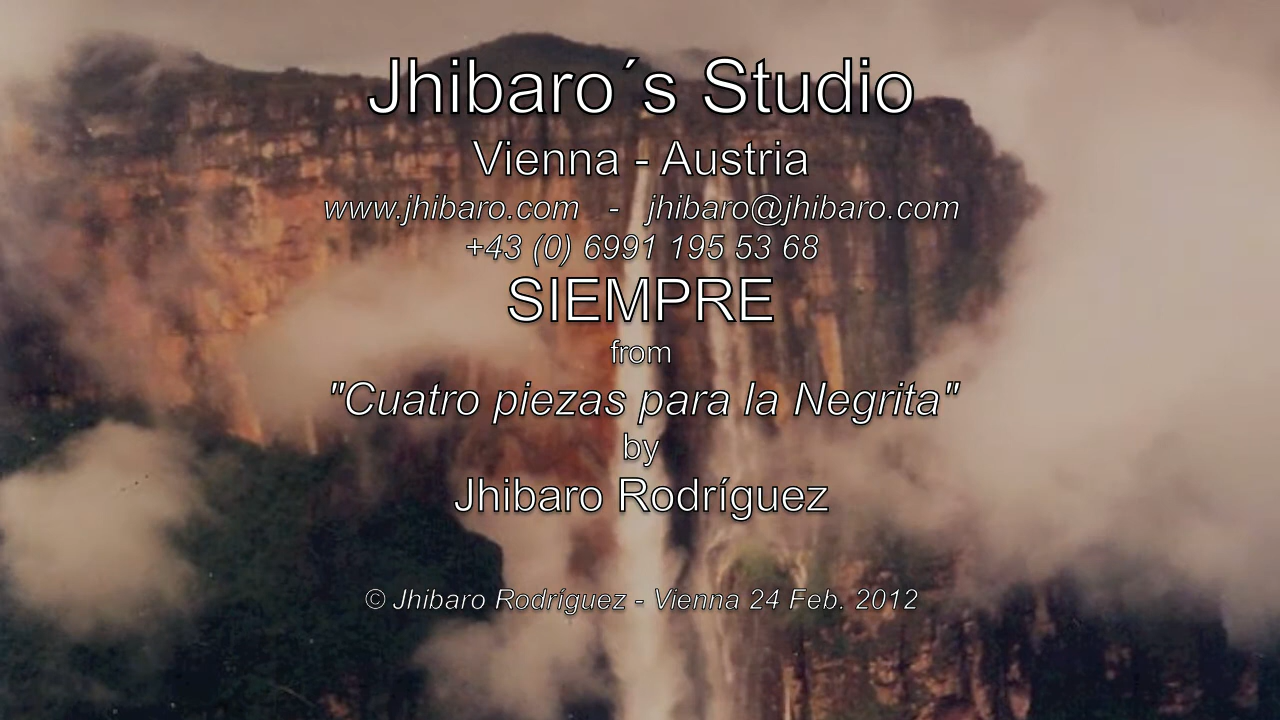 Jhibaro´s Studio
Vienna - Austria
www.jhibaro.com - jhibaro@jhibaro.com
+43 (0) 6991 195 53 68
SIEMPRE
from
"Cuatro piezas para la Negrita"
by
Jhibaro Rodríguez
© Jhibaro Rodríguez - Vienna 24 Feb. 2012